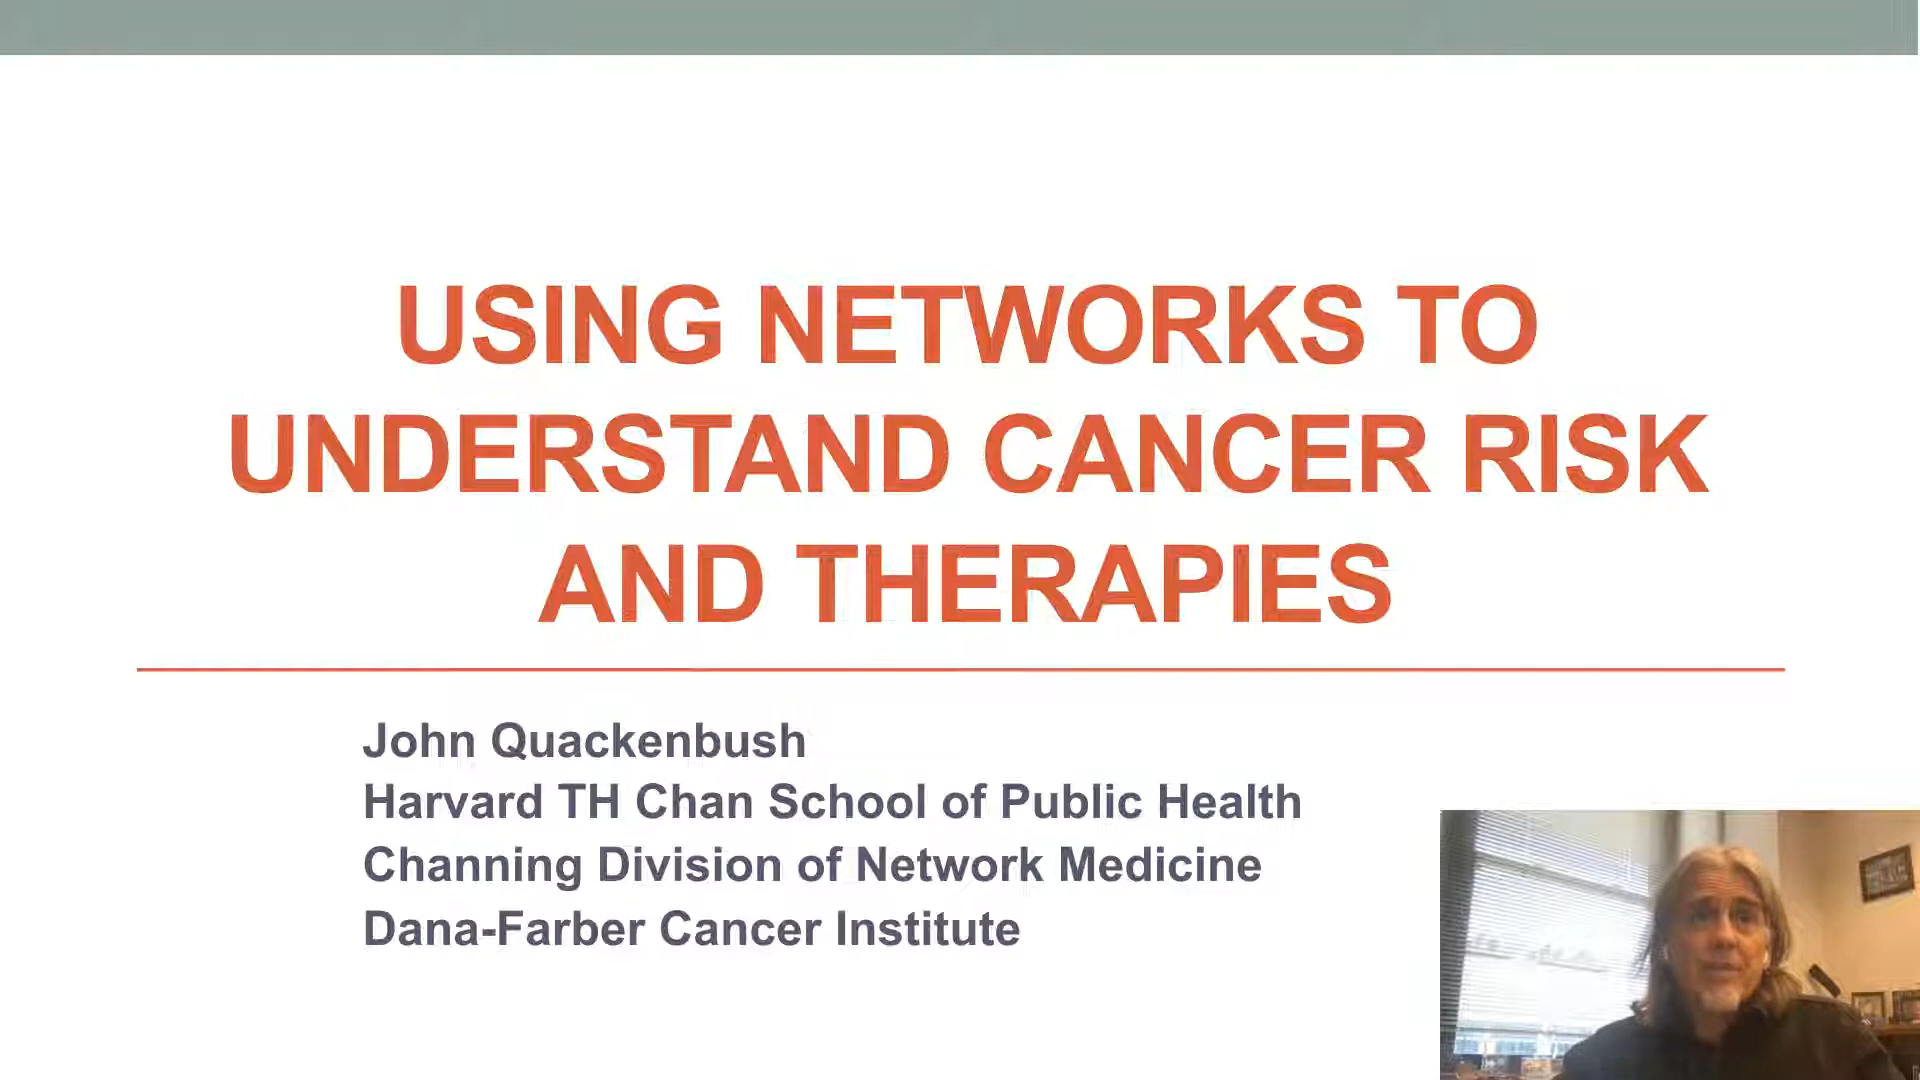 USING NETWORKS TO
UNDERSTAND CANCER RISK
AND THERAPIES
John Quackenbush
Harvard TH Chan School of Public Health
Channing Division of Network Medicine
Dana-Farber Cancer Institute